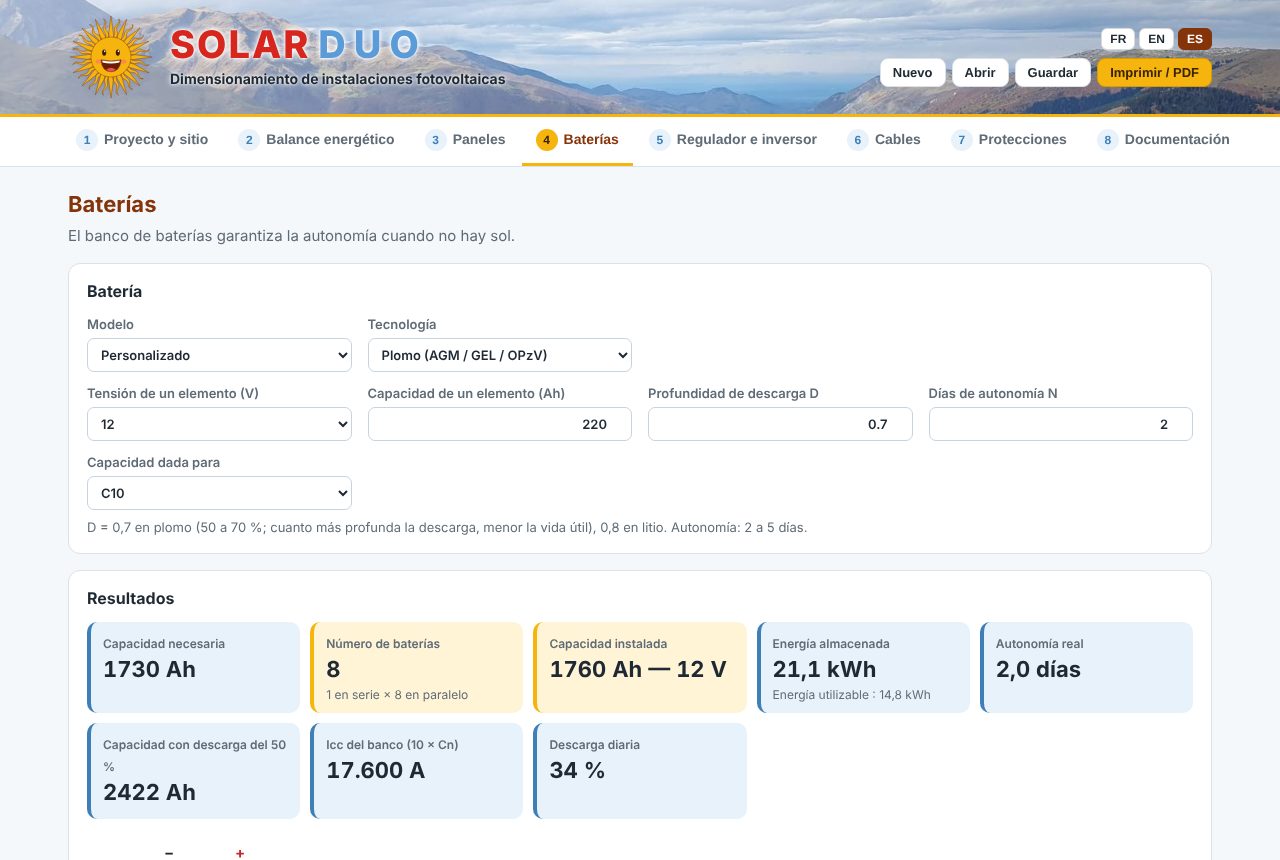 SOLAR DUO
Dimensionamiento de instalaciones fotovoltaicas
FR EN ES
Nuevo Abrir Guardar Imprimir / PDF
1 Proyecto y sitio 2 Balance energético 3 Paneles 4 Baterías 5 Regulador e inversor 6 Cables 7 Protecciones 8 Documentación
Baterías
El banco de baterías garantiza la autonomía cuando no hay sol.
Batería
Modelo Tecnología
Personalizado Plomo (AGM / GEL / OPzV)
Tensión de un elemento (V) Capacidad de un elemento (Ah) Profundidad de descarga D Días de autonomía N
12 220 0.7 2
Capacidad dada para
C10
D = 0,7 en plomo (50 a 70 %; cuanto más profunda la descarga, menor la vida útil), 0,8 en litio. Autonomía: 2 a 5 días.
Resultados
Capacidad necesaria Número de baterías Capacidad instalada Energía almacenada Autonomía real
1730 Ah 8 1760 Ah — 12 V 21,1 kWh 2,0 días
1 en serie × 8 en paralelo Energía utilizable : 14,8 kWh
Capacidad con descarga del 50 Icc del banco (10 × Cn) Descarga diaria
%
17.600 A 34 %
2422 Ah
− +